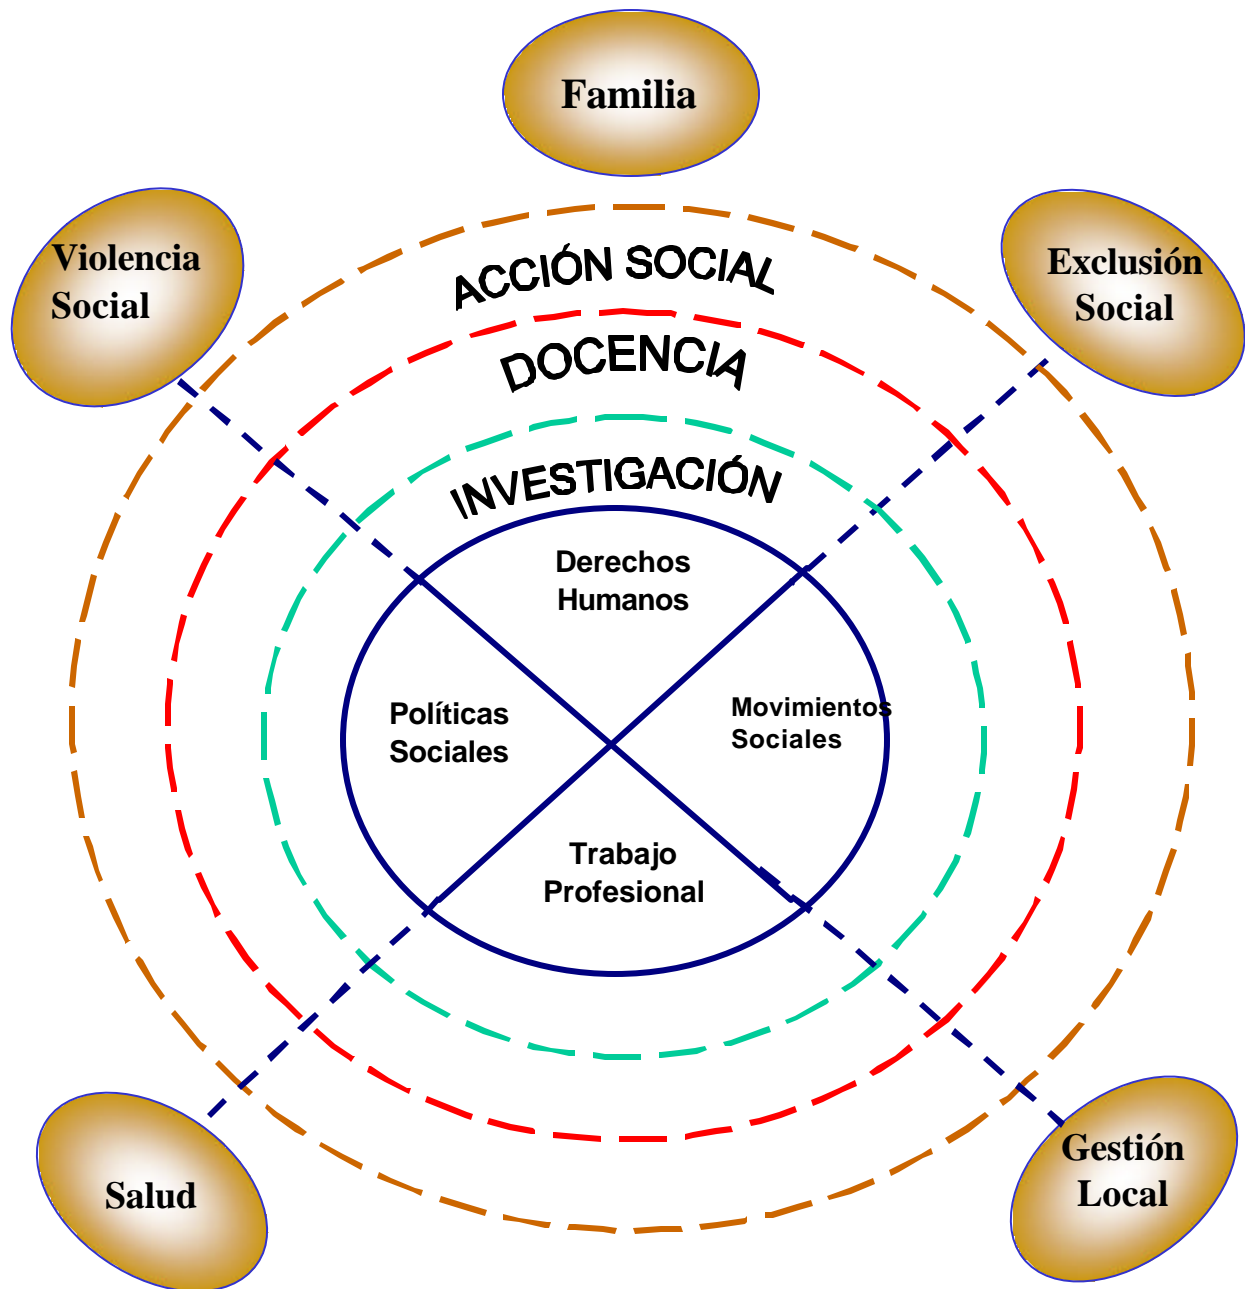 Familia
Violencia
Social
Exclusión
Social
ACCIÓN SOCIAL
DOCENCIA
INVESTIGACIÓN
Derechos
Humanos
Políticas
Sociales
Movimientos
Sociales
Trabajo
Profesional
Salud
Gestión
Local